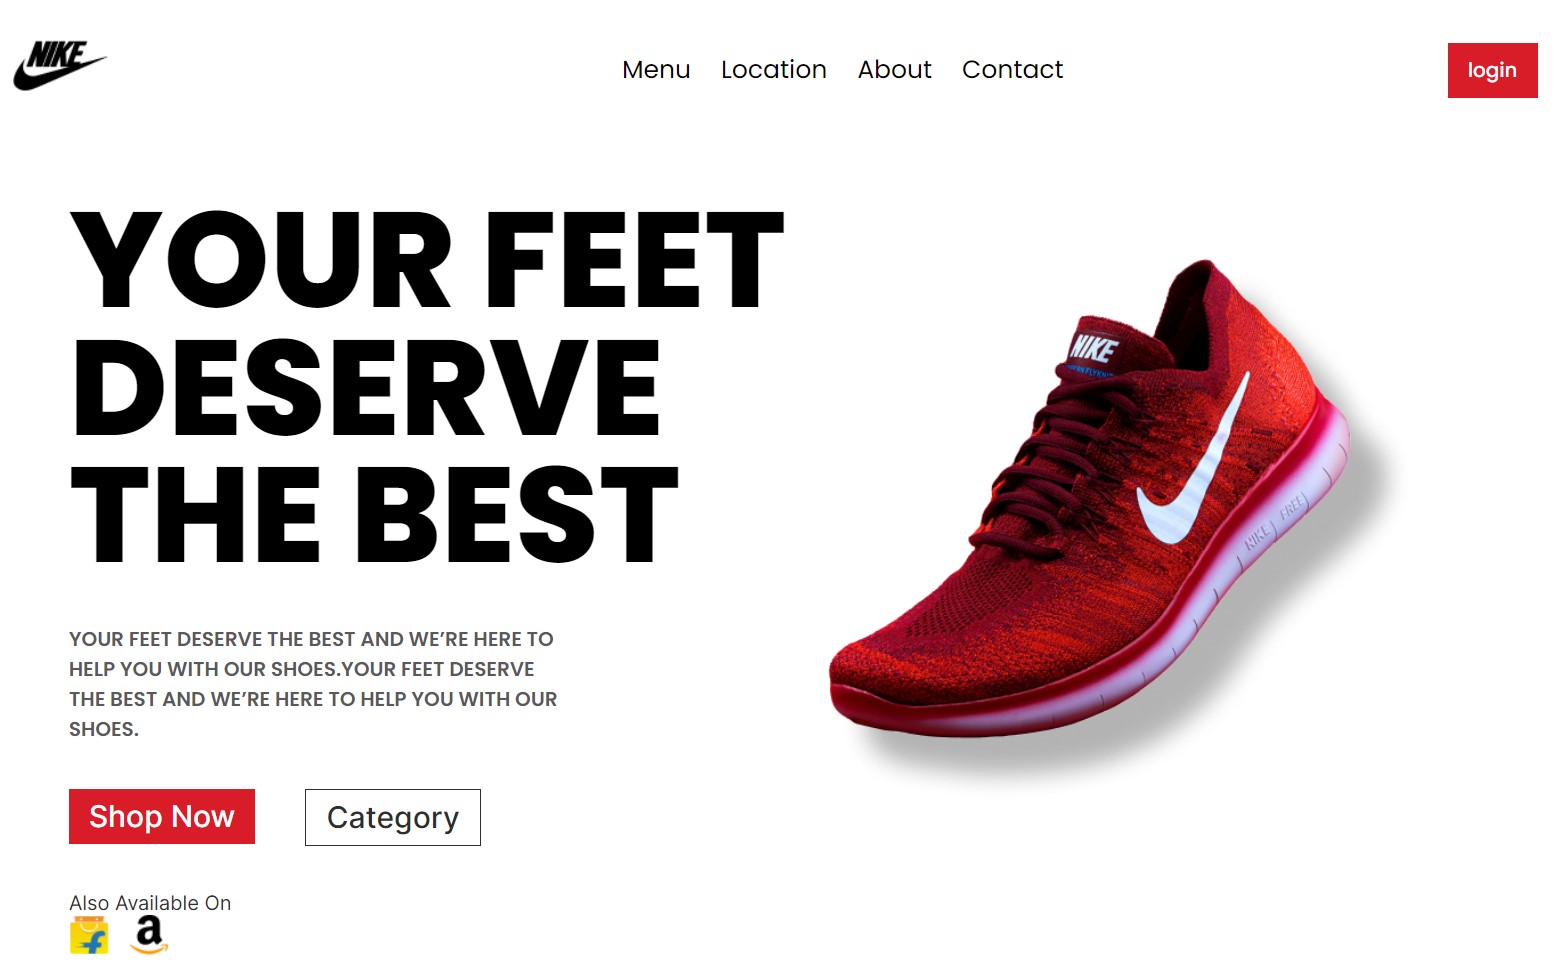 NIKE
Menu Location About Contact
login
YOUR FEET
DESERVE
THE BEST
NIKE
NIKE FREE
YOUR FEET DESERVE THE BEST AND WE’RE HERE TO
HELP YOU WITH OUR SHOES.YOUR FEET DESERVE
THE BEST AND WE’RE HERE TO HELP YOU WITH OUR
SHOES.
Shop Now
Category
Also Available On
f
a